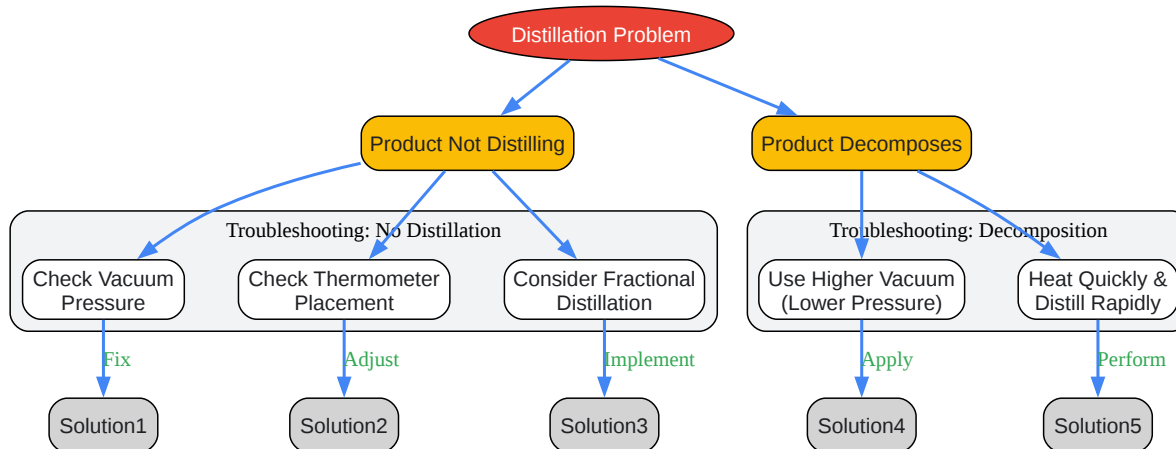 Distillation Problem
Product Not Distilling
Product Decomposes
Troubleshooting: No Distillation
Troubleshooting: Decomposition
Check Vacuum
Pressure
Check Thermometer
Placement
Consider Fractional
Distillation
Use Higher Vacuum
(Lower Pressure)
Heat Quickly &
Distill Rapidly
Fix
Adjust
Implement
Apply
Perform
Solution1
Solution2
Solution3
Solution4
Solution5